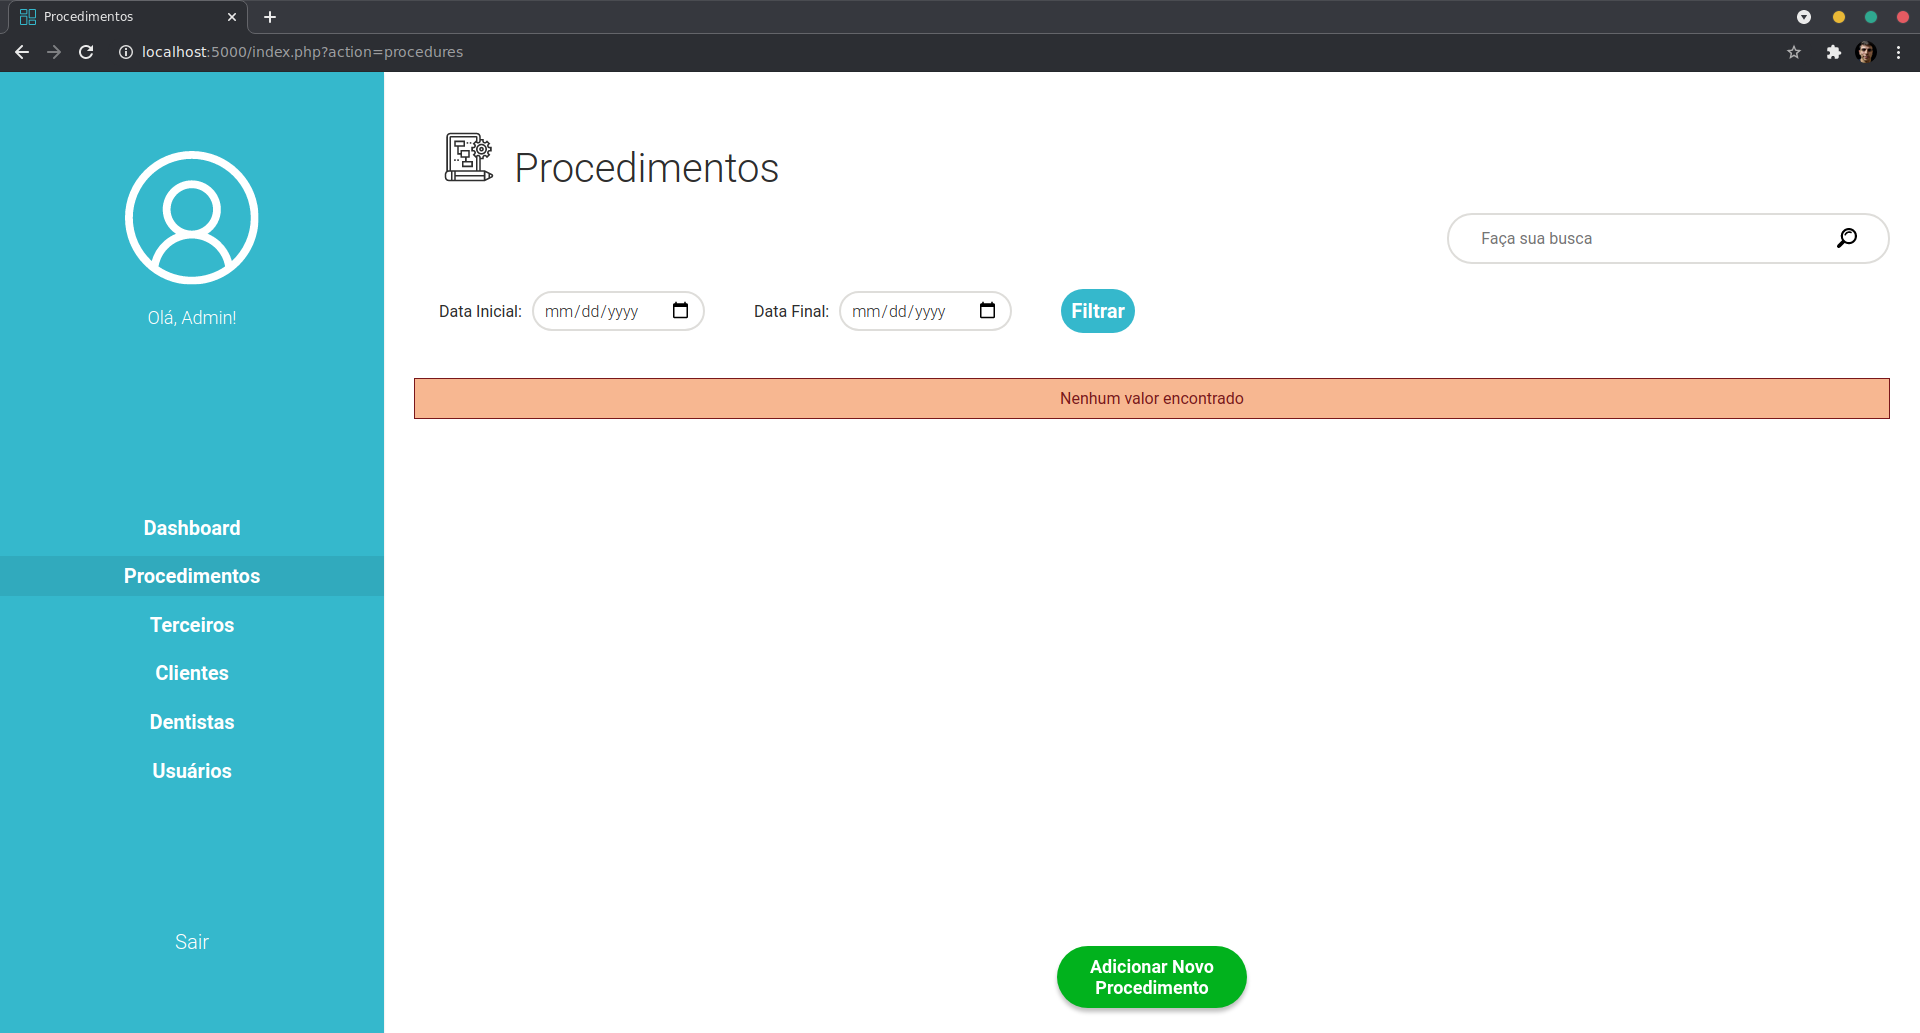 Procedimentos
localhost:5000/index.php?action=procedures
Olá, Admin!
Dashboard
Procedimentos
Terceiros
Clientes
Dentistas
Usuários
Sair
Procedimentos
Faça sua busca
Data Inicial: mm/dd/yyyy Data Final: mm/dd/yyyy Filtrar
Nenhum valor encontrado
Adicionar Novo
Procedimento